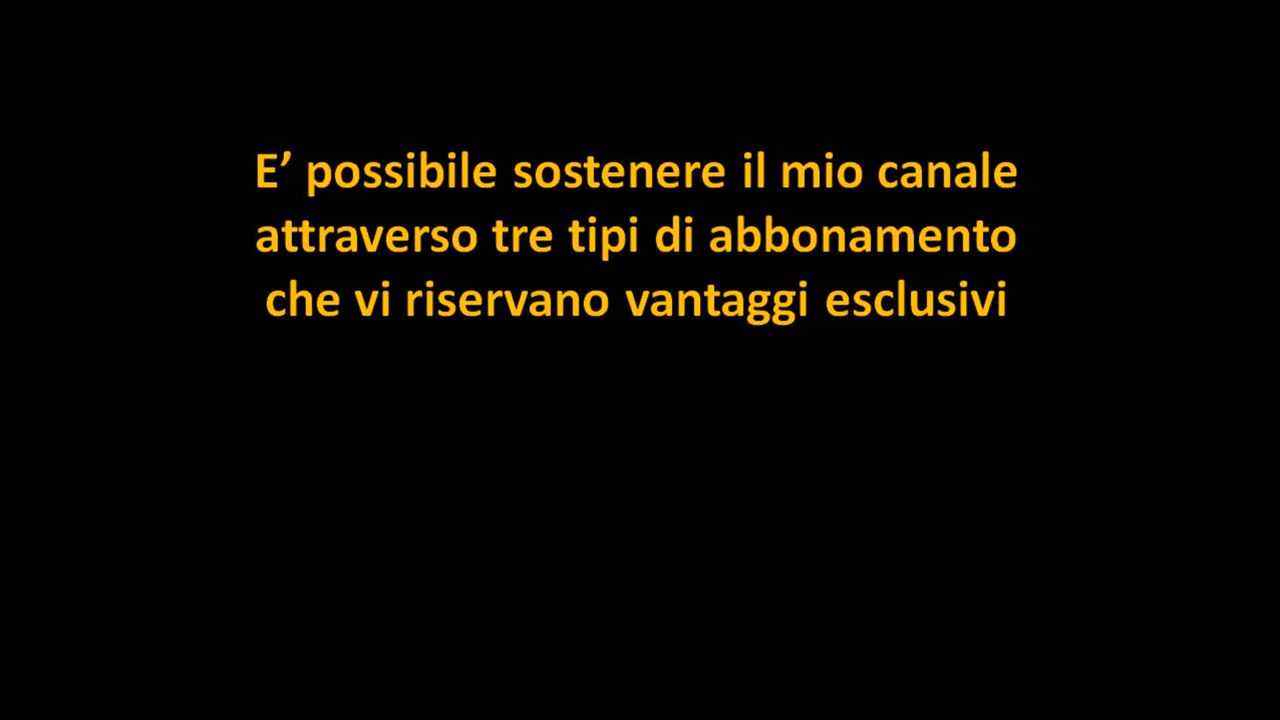 E’ possibile sostenere il mio canale
attraverso tre tipi di abbonamento
che vi riservano vantaggi esclusivi